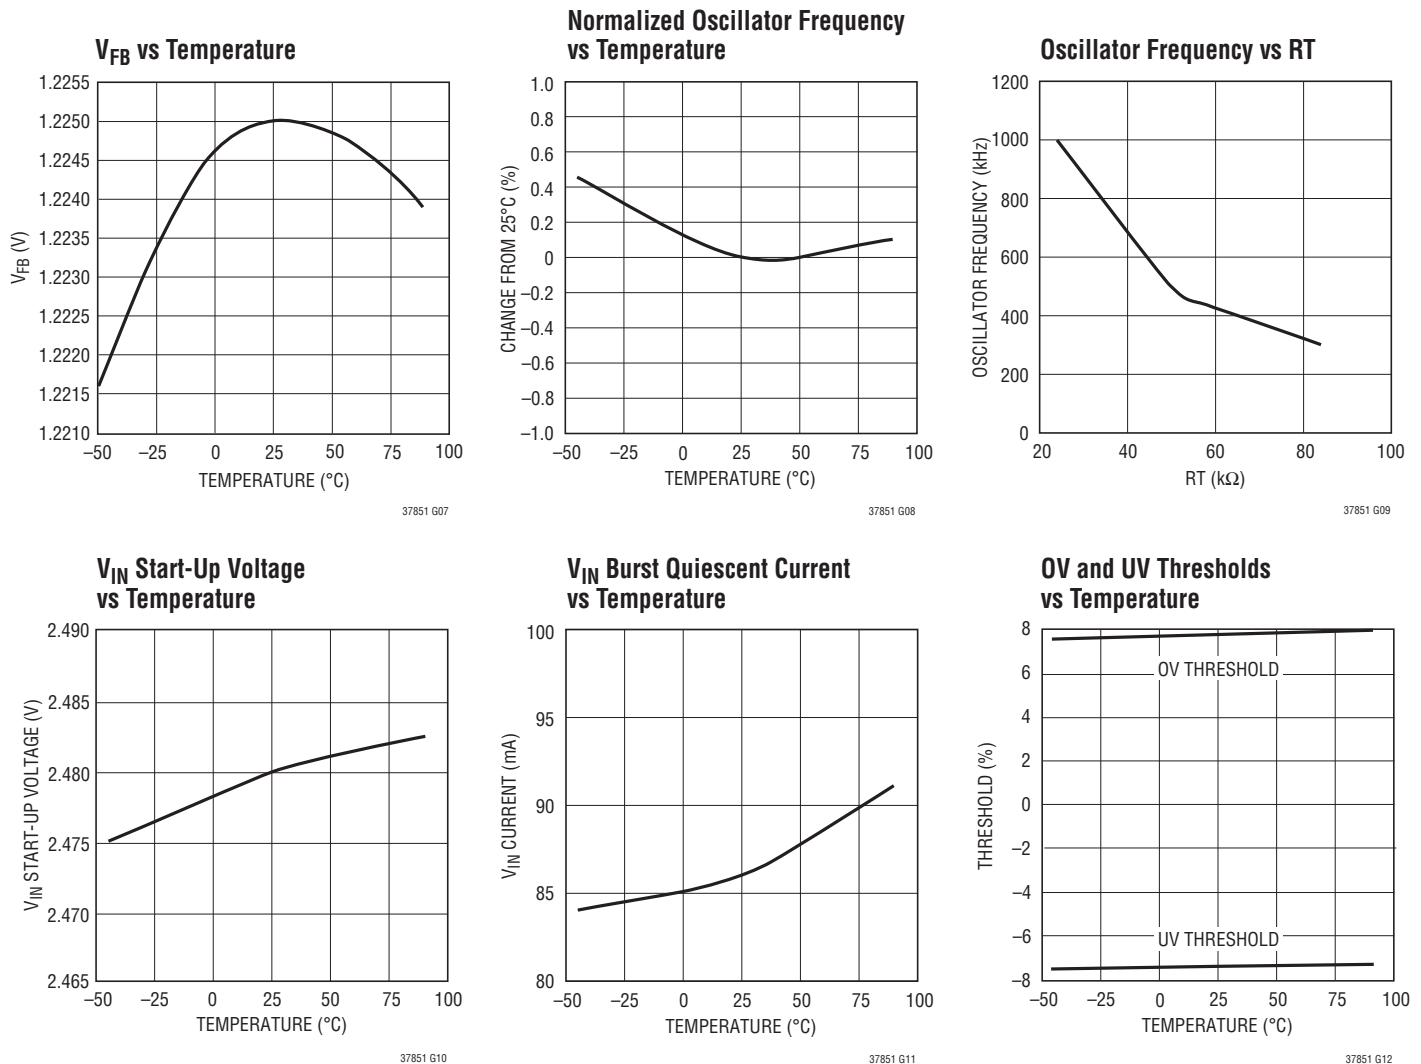 V_FB vs Temperature
1.2255
1.2250
1.2245
1.2240
1.2235
1.2230
1.2225
1.2220
1.2215
1.2210
V_FB (V)
–50 –25 0 25 50 75 100
TEMPERATURE (°C)
37851 G07
Normalized Oscillator Frequency
vs Temperature
1.0
0.8
0.6
0.4
0.2
0
–0.2
–0.4
–0.6
–0.8
–1.0
CHANGE FROM 25°C (%)
–50 –25 0 25 50 75 100
TEMPERATURE (°C)
37851 G08
Oscillator Frequency vs RT
1200
1000
800
600
400
200
0
OSCILLATOR FREQUENCY (kHz)
20 40 60 80 100
RT (kΩ)
37851 G09
V_IN Start-Up Voltage
vs Temperature
2.490
2.485
2.480
2.475
2.470
2.465
V_IN START-UP VOLTAGE (V)
–50 –25 0 25 50 75 100
TEMPERATURE (°C)
37851 G10
V_IN Burst Quiescent Current
vs Temperature
100
95
90
85
80
V_IN CURRENT (mA)
–50 –25 0 25 50 75 100
TEMPERATURE (°C)
37851 G11
OV and UV Thresholds
vs Temperature
8
6
4
2
0
–2
–4
–6
–8
THRESHOLD (%)
OV THRESHOLD
UV THRESHOLD
–50 –25 0 25 50 75 100
TEMPERATURE (°C)
37851 G12